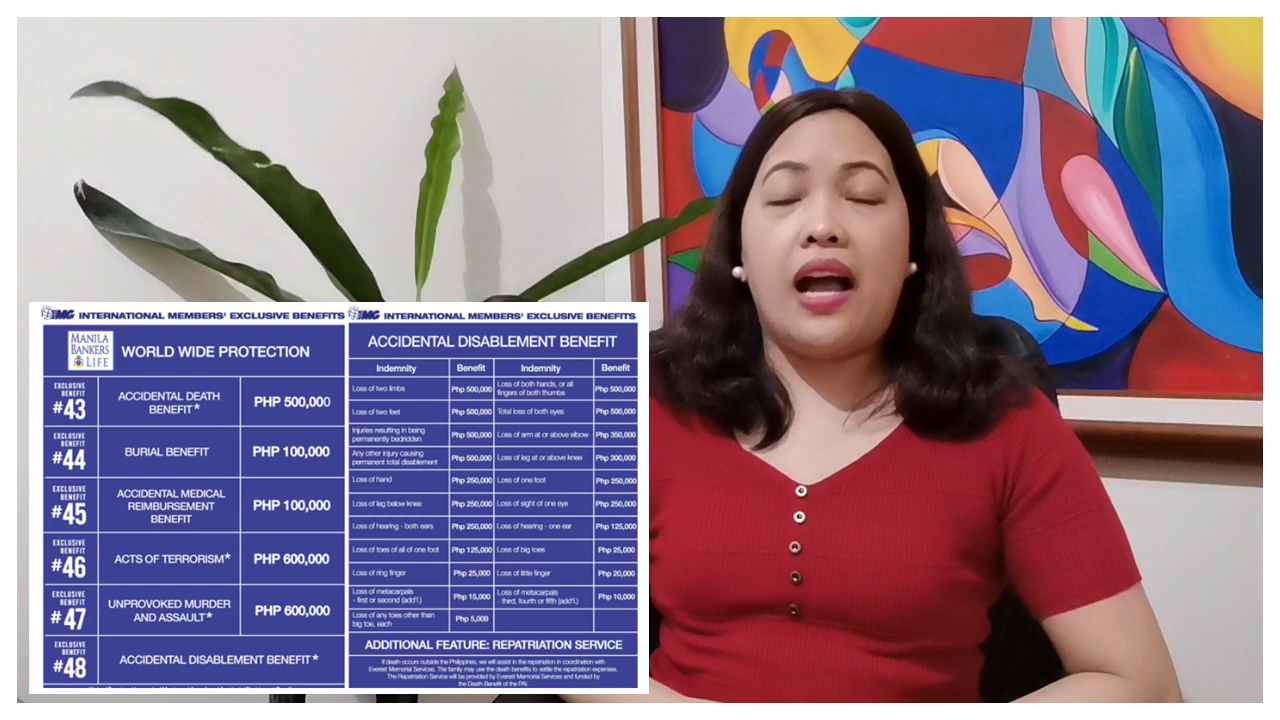 IMG INTERNATIONAL MEMBERS' EXCLUSIVE BENEFITS
MANILA
BANKERS
LIFE
WORLD WIDE PROTECTION
EXCLUSIVE
BENEFIT
#43
ACCIDENTAL DEATH
BENEFIT*
PHP 500,000
EXCLUSIVE
BENEFIT
#44
BURIAL BENEFIT
PHP 100,000
EXCLUSIVE
BENEFIT
#45
ACCIDENTAL MEDICAL
REIMBURSEMENT
BENEFIT
PHP 100,000
EXCLUSIVE
BENEFIT
#46
ACTS OF TERRORISM*
PHP 600,000
EXCLUSIVE
BENEFIT
#47
UNPROVOKED MURDER
AND ASSAULT*
PHP 600,000
EXCLUSIVE
BENEFIT
#48
ACCIDENTAL DISABLEMENT BENEFIT*
IMG INTERNATIONAL MEMBERS' EXCLUSIVE BENEFITS
ACCIDENTAL DISABLEMENT BENEFIT
Indemnity Benefit Indemnity Benefit
Loss of two limbs Php 500,000 Loss of both hands, or all
fingers of both thumbs Php 500,000
Loss of two feet Php 500,000 Total loss of both eyes Php 500,000
Injuries resulting in being
permanently bedridden Php 500,000 Loss of arm at or above elbow Php 350,000
Any other injury causing
permanent total disablement Php 500,000 Loss of leg at or above knee Php 300,000
Loss of hand Php 250,000 Loss of one foot Php 250,000
Loss of leg below knee Php 250,000 Loss of sight of one eye Php 250,000
Loss of hearing - both ears Php 250,000 Loss of hearing - one ear Php 125,000
Loss of toes of all of one foot Php 125,000 Loss of big toes Php 25,000
Loss of ring finger Php 25,000 Loss of little finger Php 20,000
Loss of metacarpals
- first or second (add'l.) Php 15,000 Loss of metacarpals
- third, fourth or fifth (add'l.) Php 10,000
Loss of any toes other than
big toe, each Php 5,000
ADDITIONAL FEATURE: REPATRIATION SERVICE
If death occurs outside the Philippines, we will assist in the repatriation in coordination with
Everest Memorial Services. The family may use the death benefits to settle the repatriation expenses.
The Repatriation Service will be provided by Everest Memorial Services and funded by
the Death Benefit of the PAI.